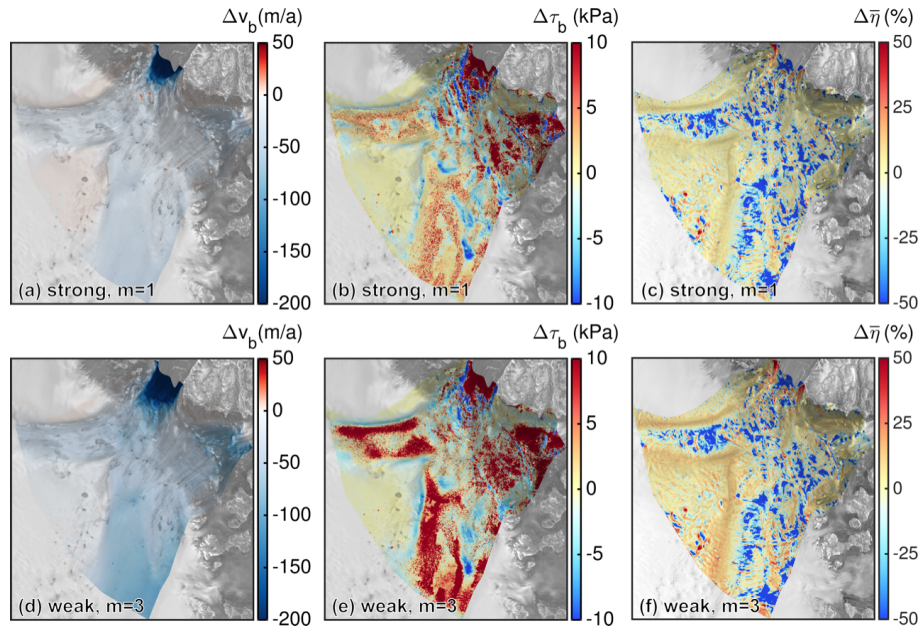 Δv_b (m/a)
50
0
-50
-100
-150
-200
(a) strong, m=1
Δτ_b (kPa)
10
5
0
-5
-10
(b) strong, m=1
Δη̅ (%)
50
25
0
-25
-50
(c) strong, m=1
Δv_b (m/a)
50
0
-50
-100
-150
-200
(d) weak, m=3
Δτ_b (kPa)
10
5
0
-5
-10
(e) weak, m=3
Δη̅ (%)
50
25
0
-25
-50
(f) weak, m=3